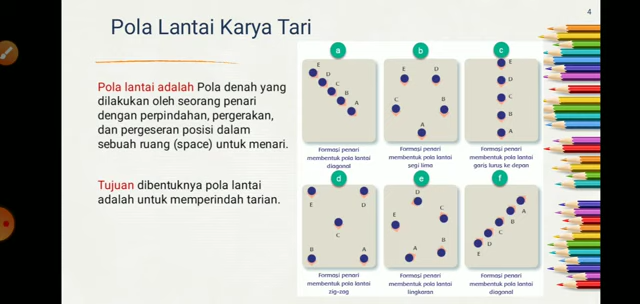 4
Pola Lantai Karya Tari
Pola lantai adalah Pola denah yang
dilakukan oleh seorang penari
dengan perpindahan, pergerakan,
dan pergeseran posisi dalam
sebuah ruang (space) untuk menari.
Tujuan dibentuknya pola lantai
adalah untuk memperindah tarian.
a
E
D
C
B
A
Formasi penari
membentuk pola lantai
diagonal
b
E
D
C
B
A
Formasi penari
membentuk pola lantai
segi lima
c
E
D
C
B
A
Formasi penari
membentuk pola lantai
garis lurus ke depan
d
E
D
C
B
A
Formasi penari
membentuk pola lantai
zig-zag
e
D
C
E
B
A
Formasi penari
membentuk pola lantai
lingkaran
f
A
B
C
D
E
Formasi penari
membentuk pola lantai
diagonal